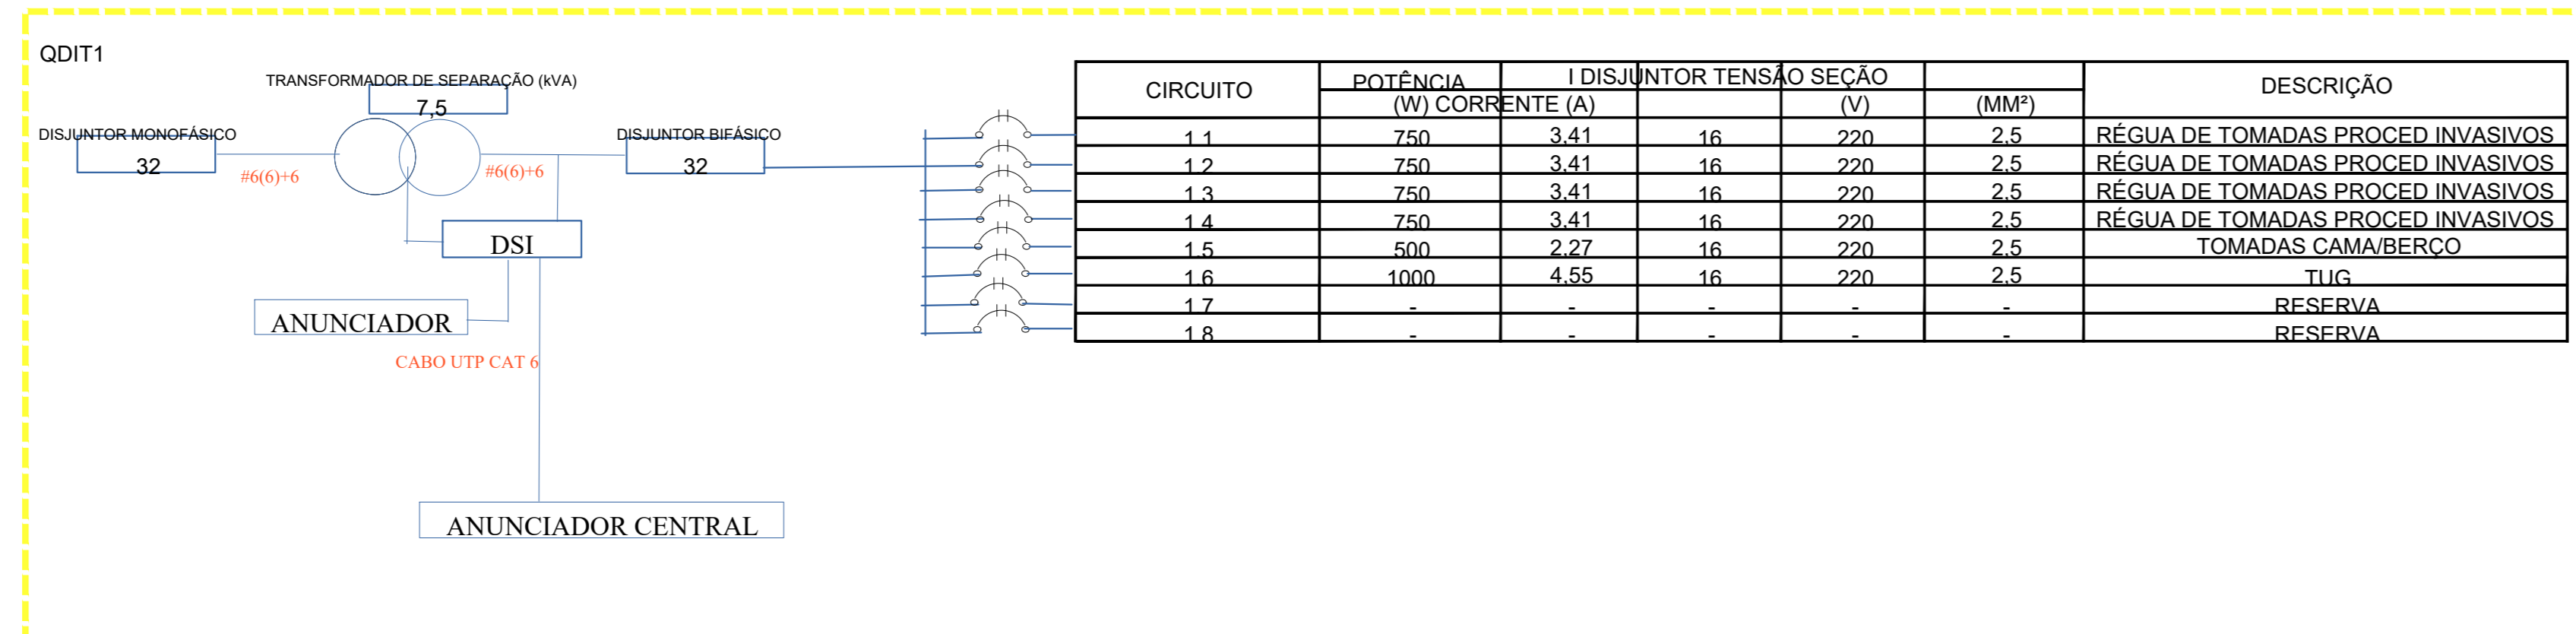 QDIT1
TRANSFORMADOR DE SEPARAÇÃO (kVA)
7,5
DISJUNTOR MONOFÁSICO
32
#6(6)+6
#6(6)+6
DISJUNTOR BIFÁSICO
32
DSI
ANUNCIADOR
CABO UTP CAT 6
ANUNCIADOR CENTRAL
CIRCUITO POTÊNCIA I DISJUNTOR TENSÃO SEÇÃO DESCRIÇÃO
(W) CORRENTE (A) (V) (MM²)
1.1 750 3,41 16 220 2,5 RÉGUA DE TOMADAS PROCED INVASIVOS
1.2 750 3,41 16 220 2,5 RÉGUA DE TOMADAS PROCED INVASIVOS
1.3 750 3,41 16 220 2,5 RÉGUA DE TOMADAS PROCED INVASIVOS
1.4 750 3,41 16 220 2,5 RÉGUA DE TOMADAS PROCED INVASIVOS
1.5 500 2,27 16 220 2,5 TOMADAS CAMA/BERÇO
1.6 1000 4,55 16 220 2,5 TUG
1.7 - - - - - RESERVA
1.8 - - - - - RESERVA